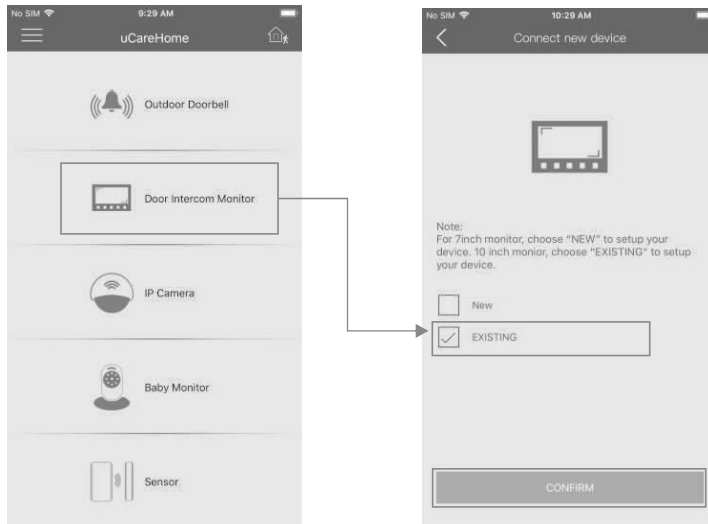 No SIM 9:29 AM
uCareHome
Outdoor Doorbell
Door Intercom Monitor
IP Camera
Baby Monitor
Sensor
No SIM 10:29 AM
Connect new device
Note:
For 7inch monitor, choose "NEW" to setup your
device. 10 inch monior, choose "EXISTING" to setup
your device.
New
EXISTING
CONFIRM